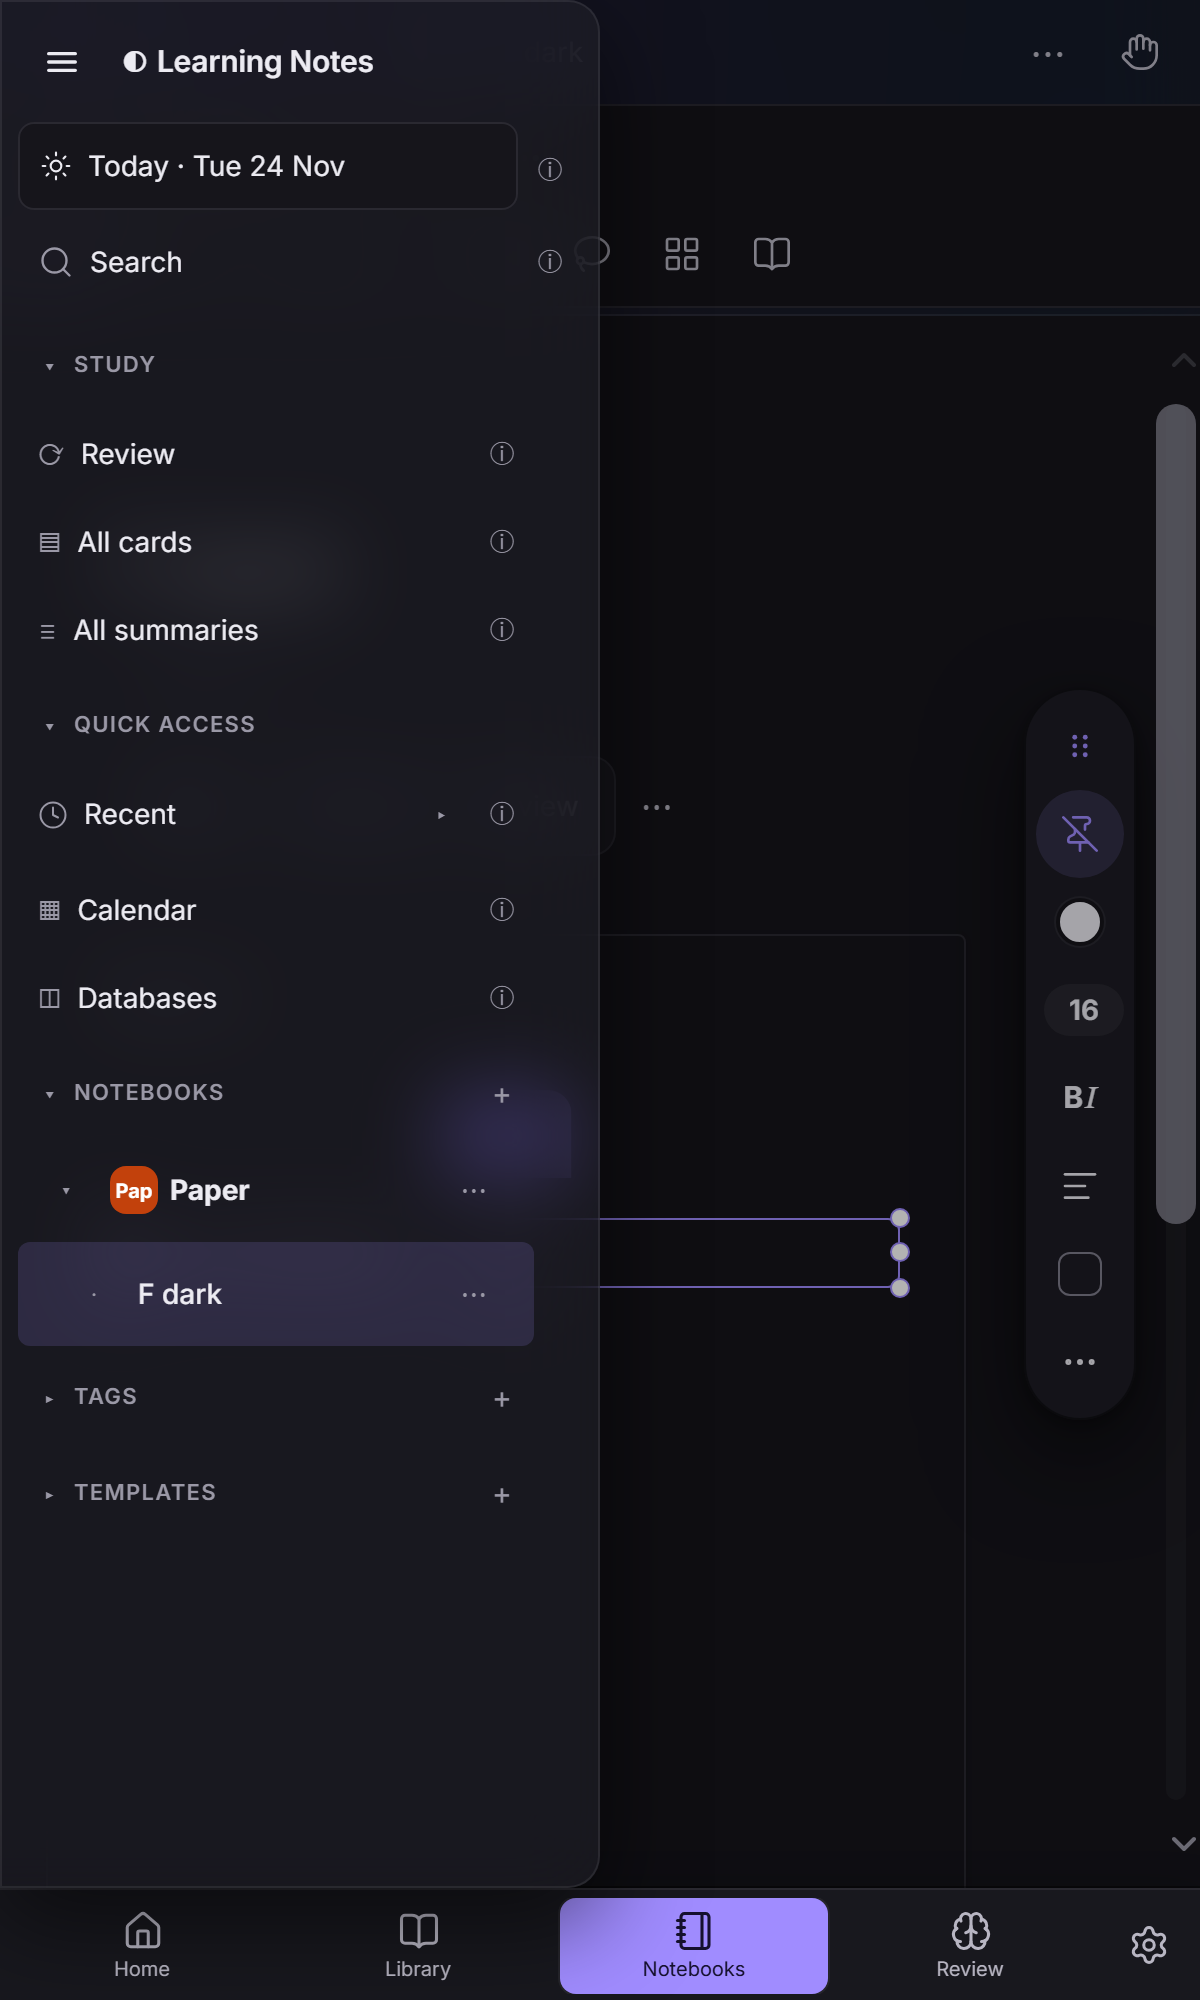 Learning Notes
Today · Tue 24 Nov
Search
STUDY
Review
All cards
All summaries
QUICK ACCESS
Recent
Calendar
Databases
NOTEBOOKS
Pap Paper
F dark
TAGS
TEMPLATES
16
BI
Home
Library
Notebooks
Review